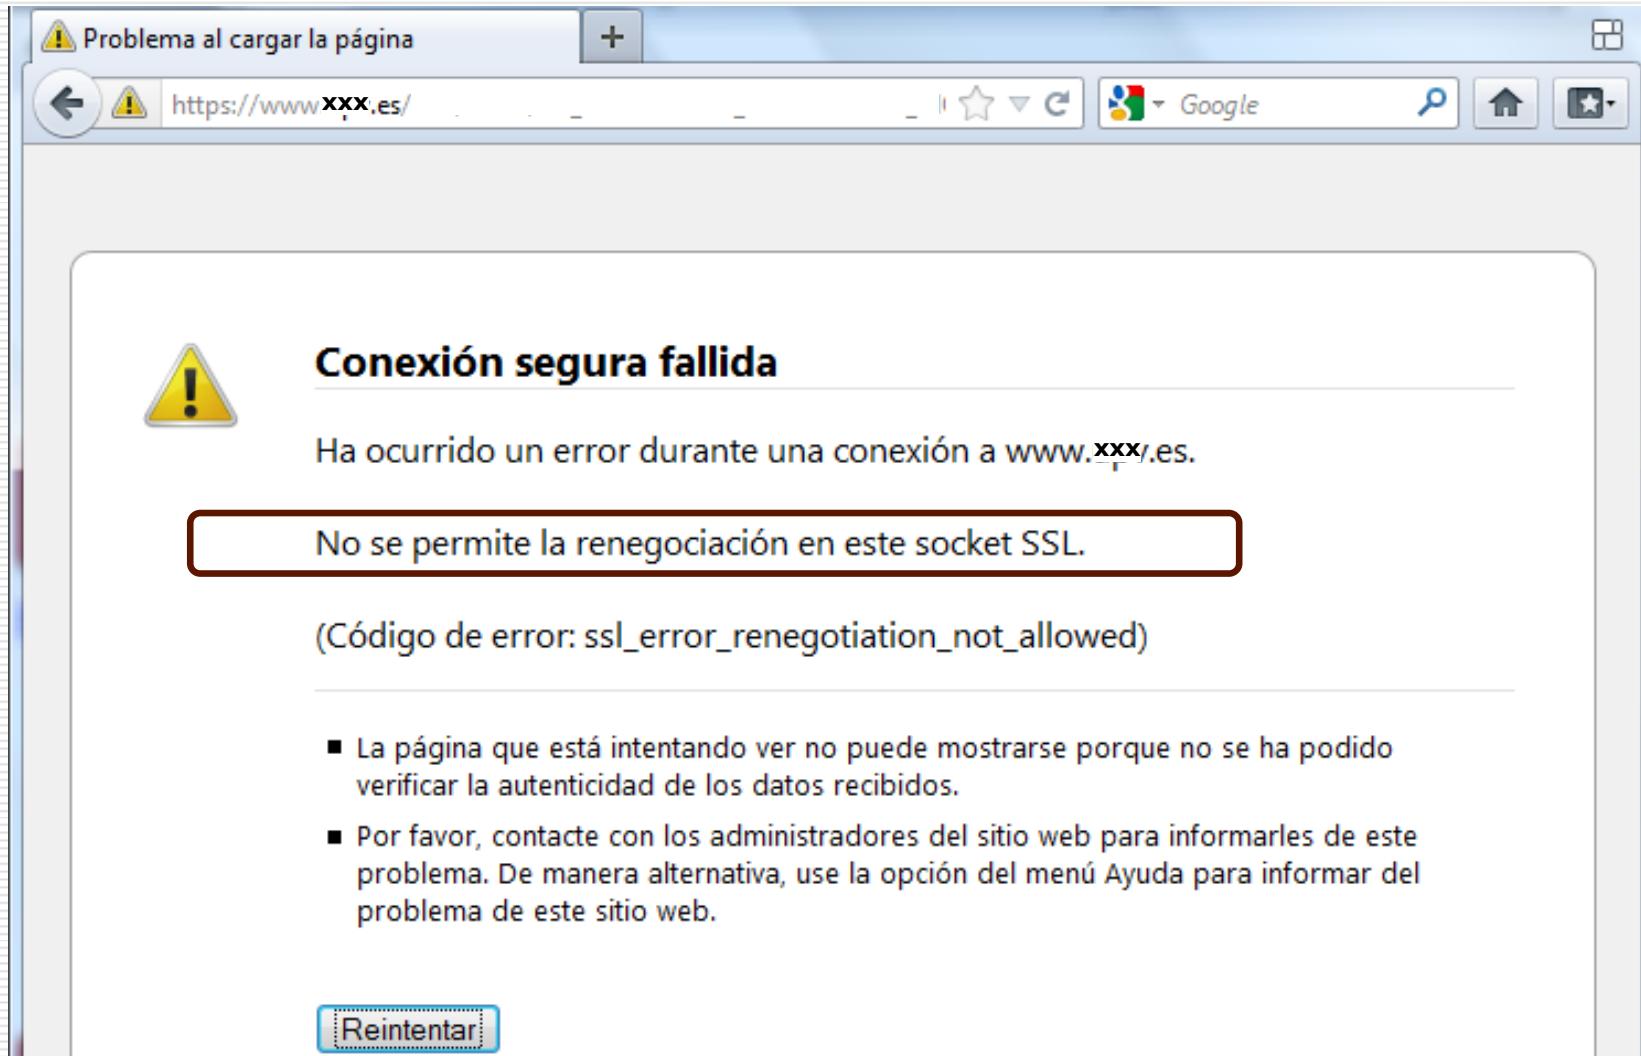 Problema al cargar la página
https://www.xxx.es/
Google
Conexión segura fallida
Ha ocurrido un error durante una conexión a www.xxx.es.
No se permite la renegociación en este socket SSL.
(Código de error: ssl_error_renegotiation_not_allowed)
La página que está intentando ver no puede mostrarse porque no se ha podido
verificar la autenticidad de los datos recibidos.
Por favor, contacte con los administradores del sitio web para informarles de este
problema. De manera alternativa, use la opción del menú Ayuda para informar del
problema de este sitio web.
Reintentar